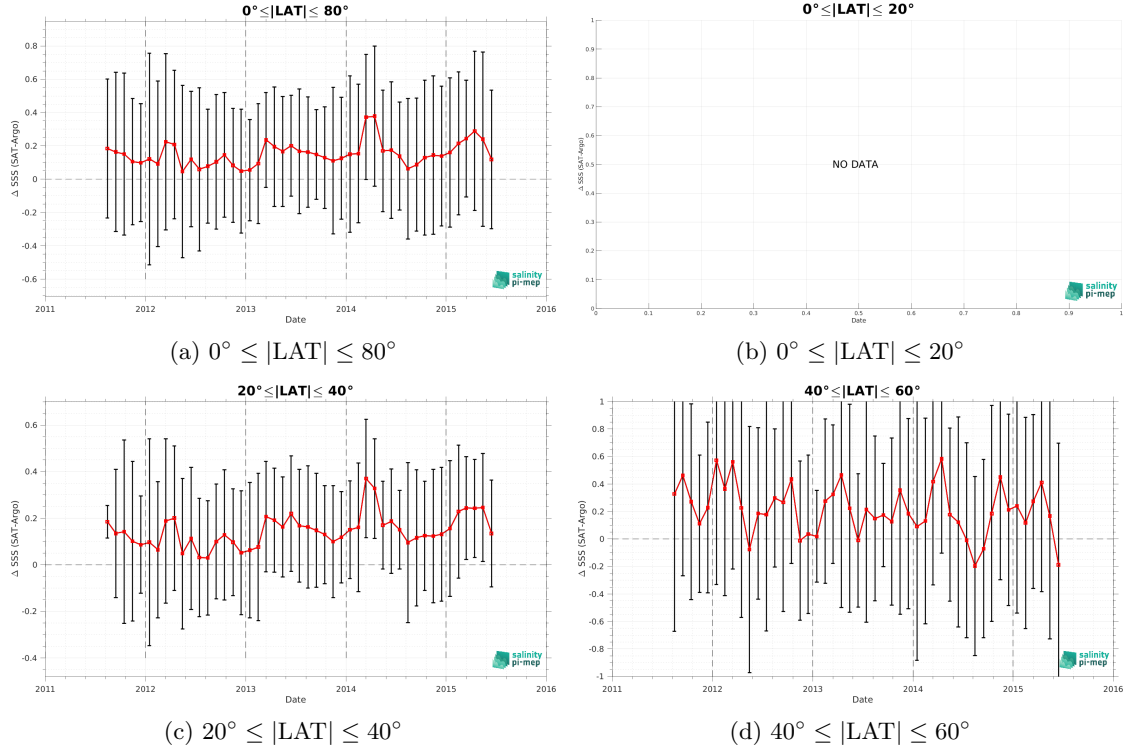 0°≤|LAT|≤ 80°
0.8
0.6
0.4
0.2
0
-0.2
-0.4
-0.6
Δ SSS (SAT-Argo)
2011
2012
2013
2014
2015
2016
Date
salinity
pi-mep
(a) 0° ≤ |LAT| ≤ 80°
0°≤|LAT|≤ 20°
1
0.9
0.8
0.7
0.6
0.5
0.4
0.3
0.2
0.1
0
Δ SSS (SAT-Argo)
NO DATA
0
0.1
0.2
0.3
0.4
0.5
0.6
0.7
0.8
0.9
1
Date
salinity
pi-mep
(b) 0° ≤ |LAT| ≤ 20°
20°≤|LAT|≤ 40°
0.6
0.4
0.2
0
-0.2
-0.4
Δ SSS (SAT-Argo)
2011
2012
2013
2014
2015
2016
Date
salinity
pi-mep
(c) 20° ≤ |LAT| ≤ 40°
40°≤|LAT|≤ 60°
1
0.8
0.6
0.4
0.2
0
-0.2
-0.4
-0.6
-0.8
-1
Δ SSS (SAT-Argo)
2011
2012
2013
2014
2015
2016
Date
salinity
pi-mep
(d) 40° ≤ |LAT| ≤ 60°